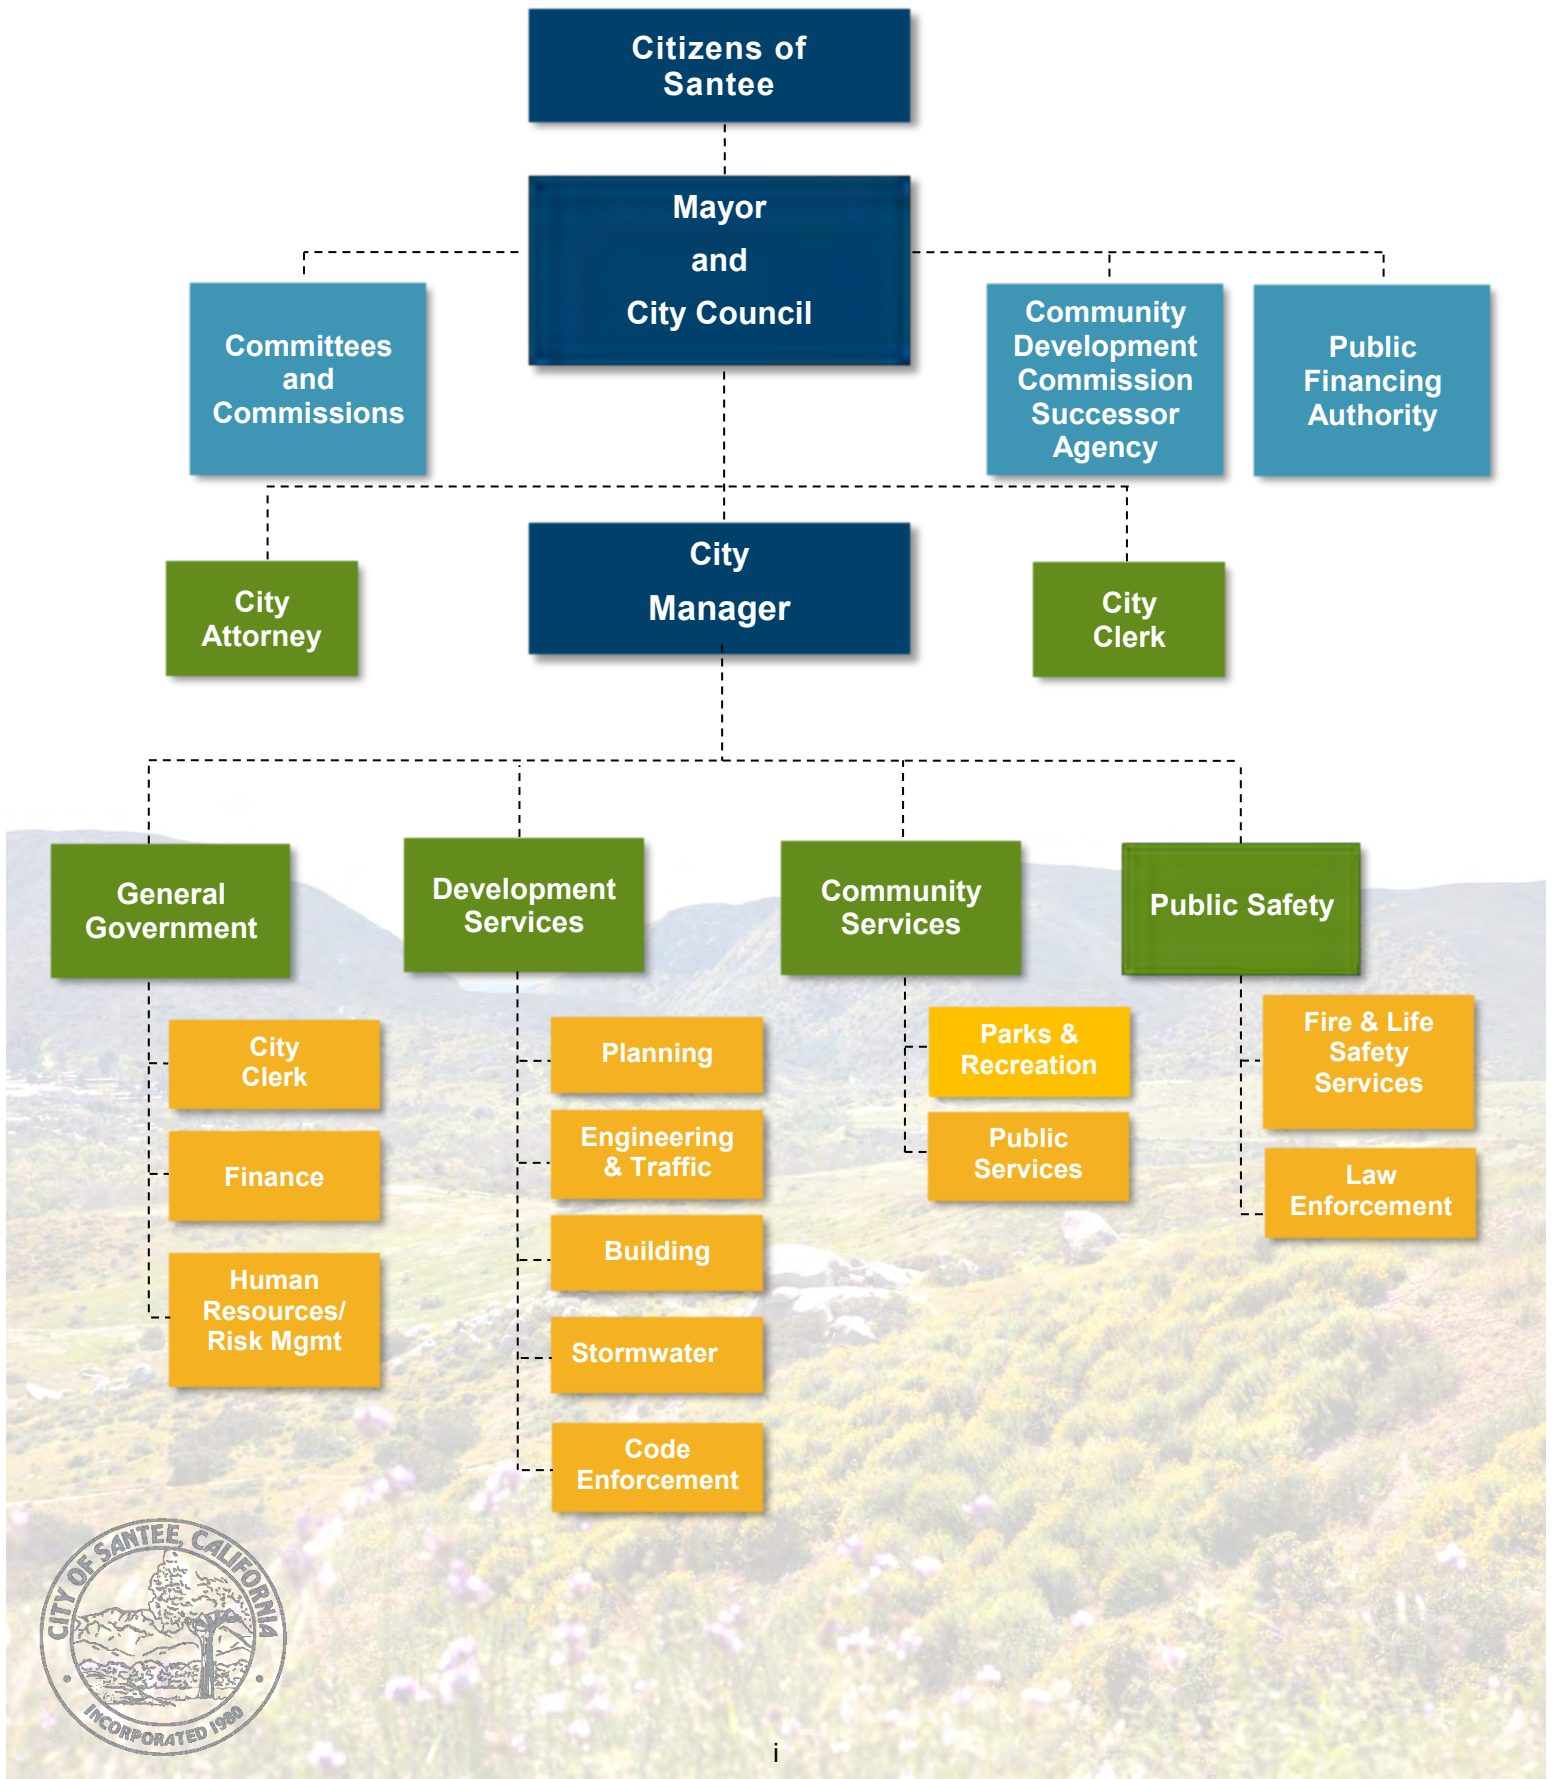 Citizens of
Santee
Mayor
and
City Council
Committees
and
Commissions
Community
Development
Commission
Successor
Agency
Public
Financing
Authority
City
Attorney
City
Manager
City
Clerk
General
Government
Development
Services
Community
Services
Public Safety
City
Clerk
Finance
Human
Resources/
Risk Mgmt
Planning
Engineering
& Traffic
Building
Stormwater
Code
Enforcement
Parks &
Recreation
Public
Services
Fire & Life
Safety
Services
Law
Enforcement
CITY OF SANTEE, CALIFORNIA
INCORPORATED 1980
i